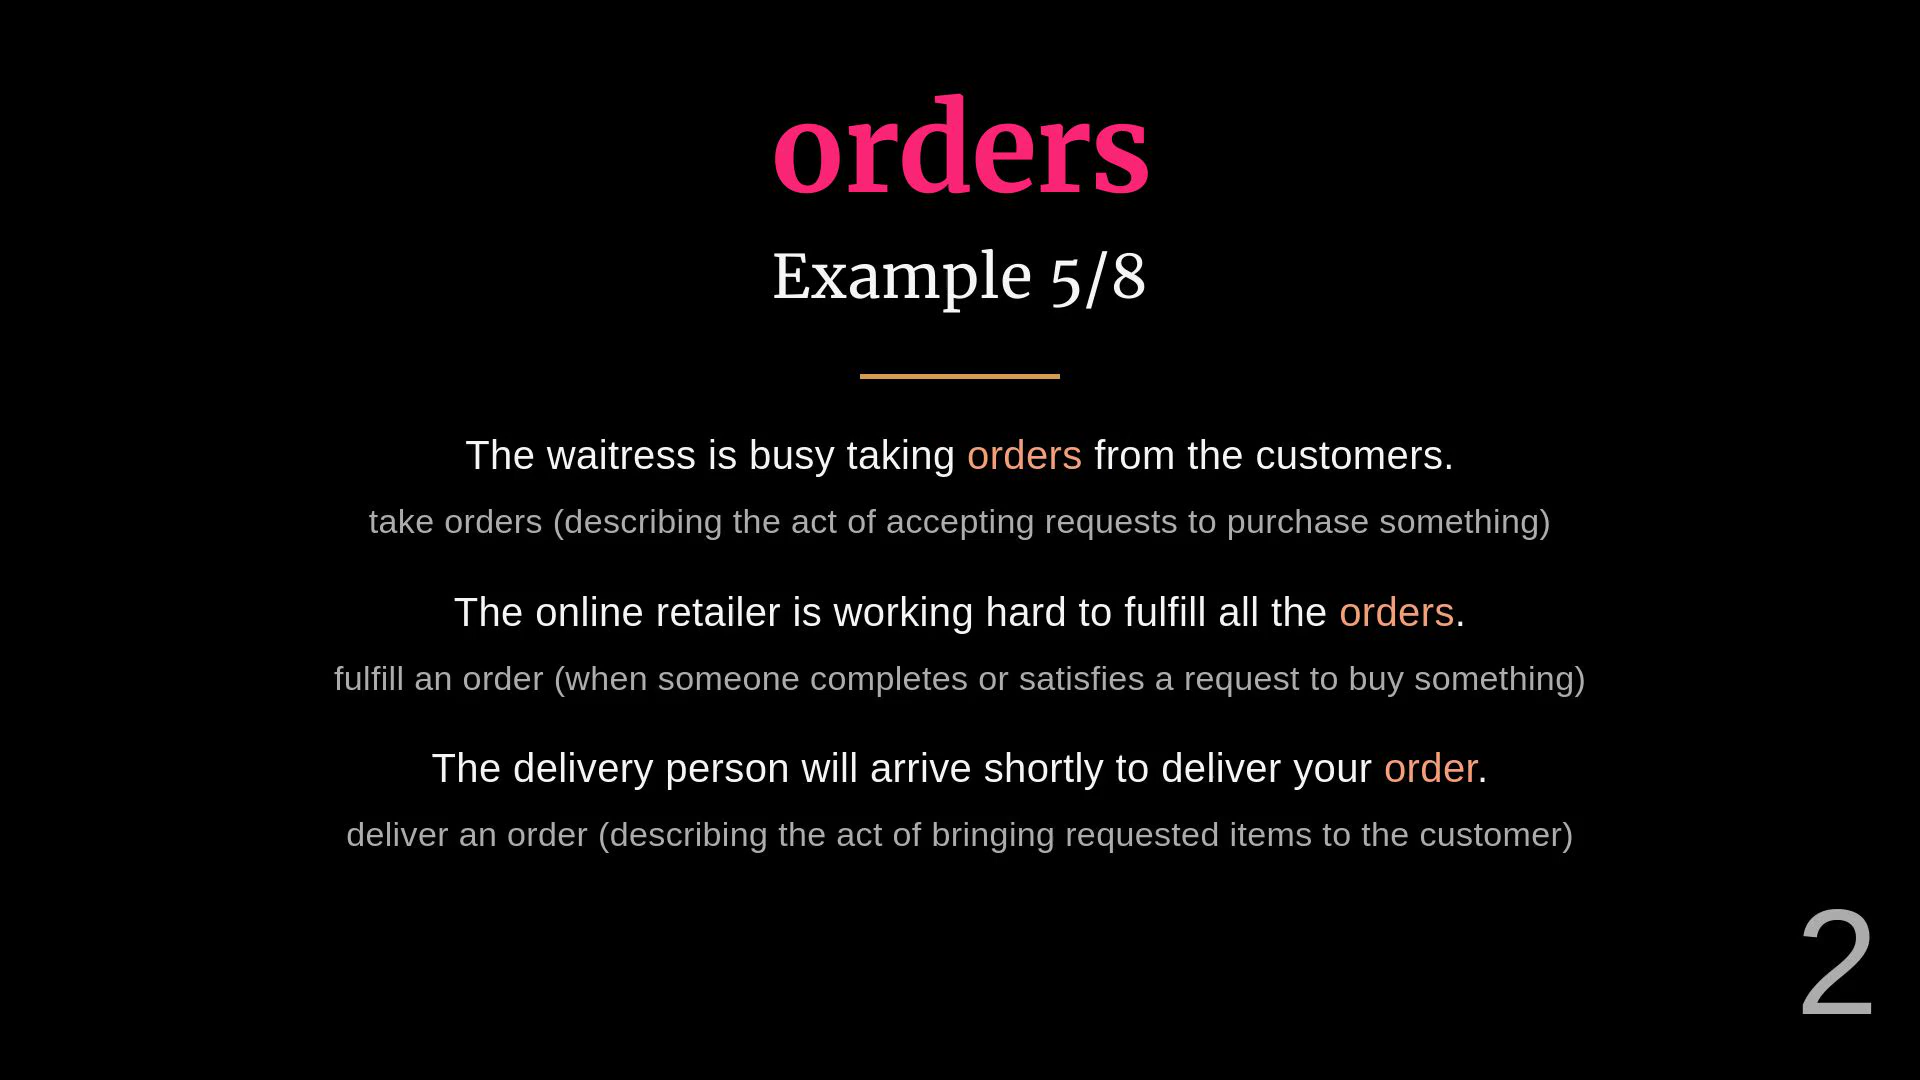 orders
Example 5/8
The waitress is busy taking orders from the customers.
take orders (describing the act of accepting requests to purchase something)
The online retailer is working hard to fulfill all the orders.
fulfill an order (when someone completes or satisfies a request to buy something)
The delivery person will arrive shortly to deliver your order.
deliver an order (describing the act of bringing requested items to the customer)
2